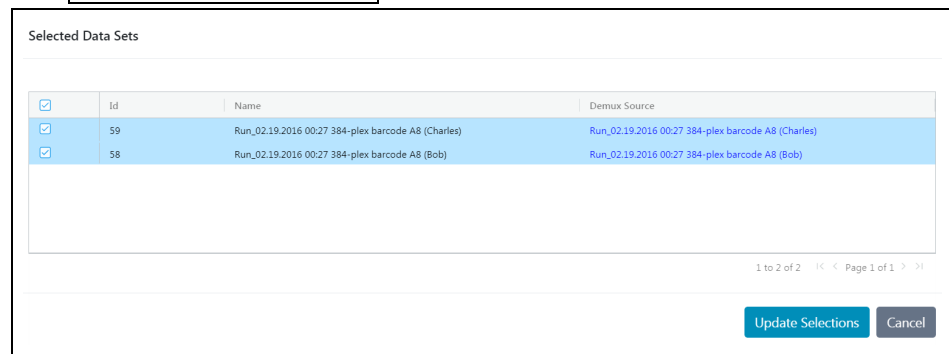 Selected Data Sets
Id Name Demux Source
59 Run_02.19.2016 00:27 384-plex barcode A8 (Charles) Run_02.19.2016 00:27 384-plex barcode A8 (Charles)
58 Run_02.19.2016 00:27 384-plex barcode A8 (Bob) Run_02.19.2016 00:27 384-plex barcode A8 (Bob)
1 to 2 of 2 Page 1 of 1
Update Selections Cancel